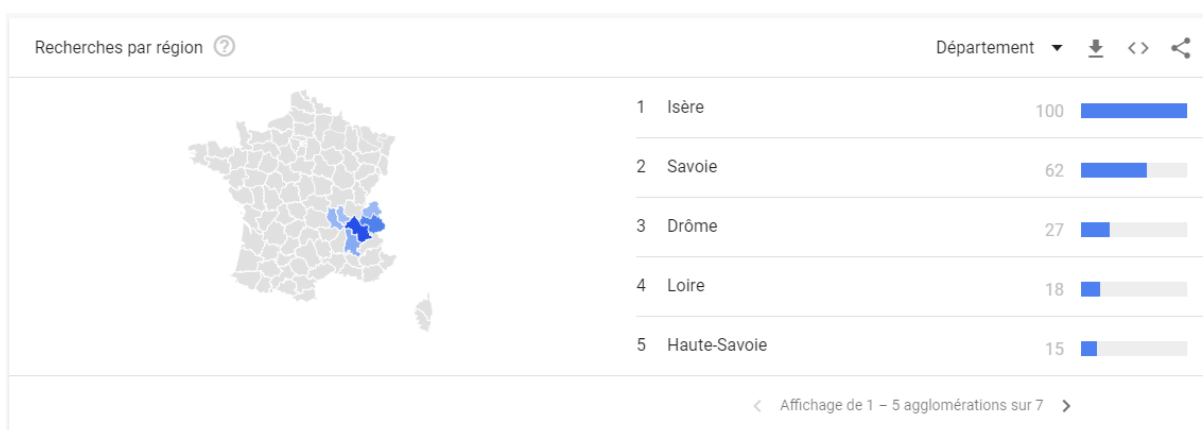 Recherches par région ?
Département
1 Isère 100
2 Savoie 62
3 Drôme 27
4 Loire 18
5 Haute-Savoie 15
Affichage de 1 – 5 agglomérations sur 7